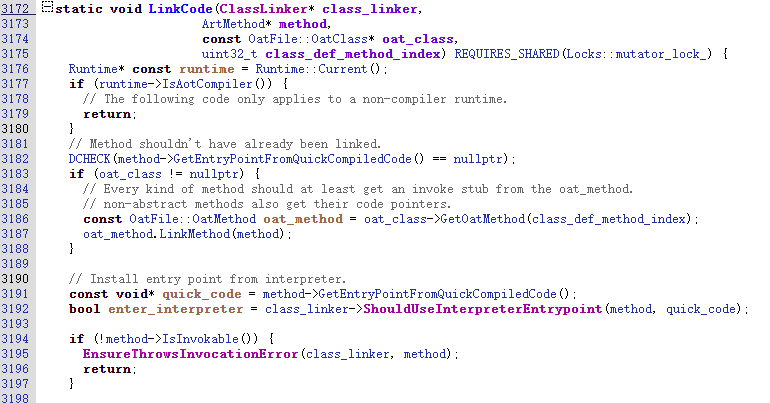 3172 static void LinkCode(ClassLinker* class_linker,
3173 ArtMethod* method,
3174 const OatFile::OatClass* oat_class,
3175 uint32_t class_def_method_index) REQUIRES_SHARED(Locks::mutator_lock_) {
3176 Runtime* const runtime = Runtime::Current();
3177 if (runtime->IsAotCompiler()) {
3178 // The following code only applies to a non-compiler runtime.
3179 return;
3180 }
3181 // Method shouldn't have already been linked.
3182 DCHECK(method->GetEntryPointFromQuickCompiledCode() == nullptr);
3183 if (oat_class != nullptr) {
3184 // Every kind of method should at least get an invoke stub from the oat_method.
3185 // non-abstract methods also get their code pointers.
3186 const OatFile::OatMethod oat_method = oat_class->GetOatMethod(class_def_method_index);
3187 oat_method.LinkMethod(method);
3188 }
3189
3190 // Install entry point from interpreter.
3191 const void* quick_code = method->GetEntryPointFromQuickCompiledCode();
3192 bool enter_interpreter = class_linker->ShouldUseInterpreterEntrypoint(method, quick_code);
3193
3194 if (!method->IsInvokable()) {
3195 EnsureThrowsInvocationError(class_linker, method);
3196 return;
3197 }
3198